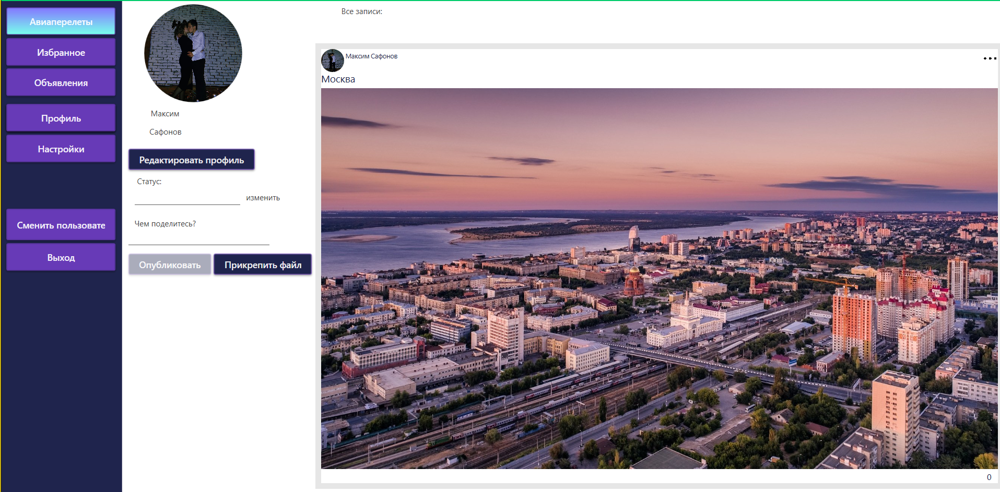 Авиаперелеты
Избранное
Объявления
Профиль
Настройки
Сменить пользовате
Выход
Максим
Сафонов
Редактировать профиль
Статус:
изменить
Чем поделитесь?
Опубликовать
Прикрепить файл
Все записи:
Максим Сафонов
Москва
0